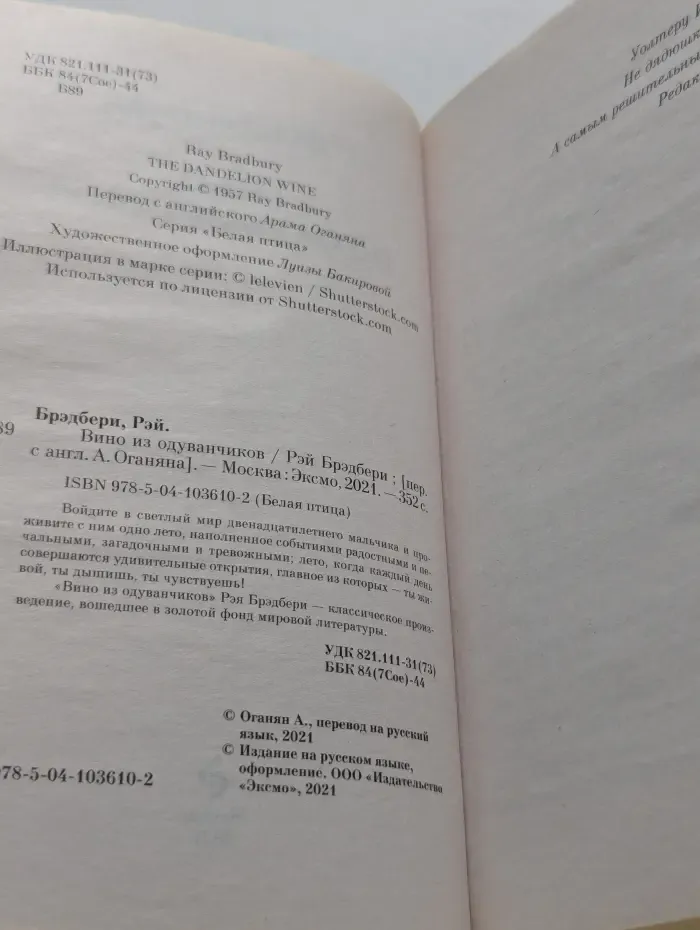 УДК 821.111-31(73)
ББК 84(7Сое)-44
Б89
Ray Bradbury
THE DANDELION WINE
Copyright © 1957 Ray Bradbury
Перевод с английского Арама Оганяна
Серия «Белая птица»
Художественное оформление Луизы Бакировой
Иллюстрация в марке серии: © lelevien / Shutterstock.com
Используется по лицензии от Shutterstock.com
Брэдбери, Рэй.
89
Вино из одуванчиков / Рэй Брэдбери ; [пер.
с англ. А. Оганяна]. — Москва : Эксмо, 2021. — 352 с.
ISBN 978-5-04-103610-2 (Белая птица)
Войдите в светлый мир двенадцатилетнего мальчика и про-
живите с ним одно лето, наполненное событиями радостными и пе-
чальными, загадочными и тревожными; лето, когда каждый день
совершаются удивительные открытия, главное из которых — ты жи-
вой, ты дышишь, ты чувствуешь!
«Вино из одуванчиков» Рэя Брэдбери — классическое произ-
ведение, вошедшее в золотой фонд мировой литературы.
УДК 821.111-31(73)
ББК 84(7Сое)-44
© Оганян А., перевод на русский
язык, 2021
© Издание на русском языке,
оформление. ООО «Издательство
«Эксмо», 2021
978-5-04-103610-2
Уолтеру
Не дядюшк
А самым решительны
Редак